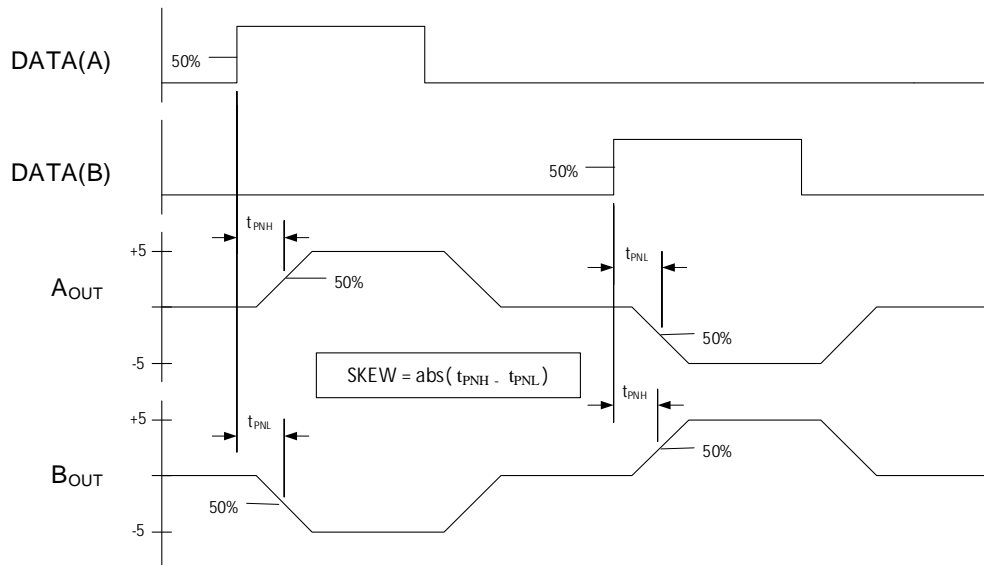 DATA(A)
50%
DATA(B)
50%
tPNH
+5
AOUT
50%
-5
tPNL
50%
SKEW = abs( tPNH - tPNL)
tPNH
+5
tPNL
BOUT
50%
50%
-5